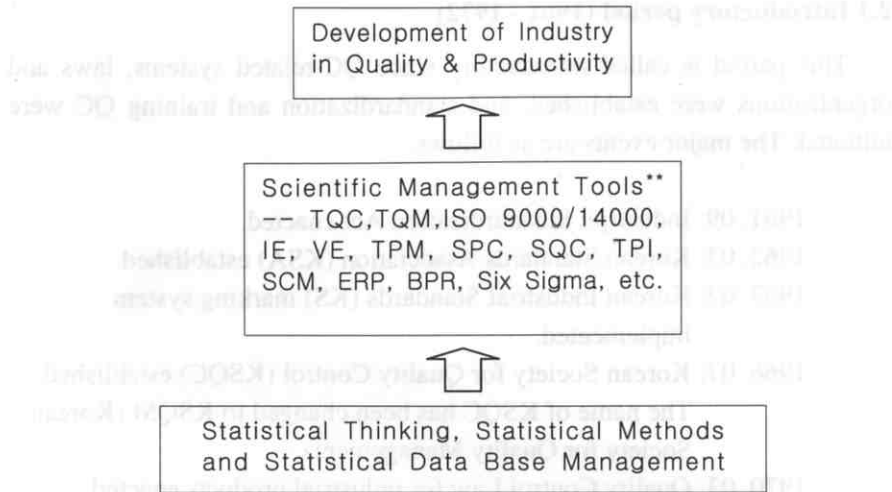 Development of Industry
in Quality & Productivity
Scientific Management Tools**
-- TQC,TQM,ISO 9000/14000,
IE, VE, TPM, SPC, SQC, TPI,
SCM, ERP, BPR, Six Sigma, etc.
Statistical Thinking, Statistical Methods
and Statistical Data Base Management